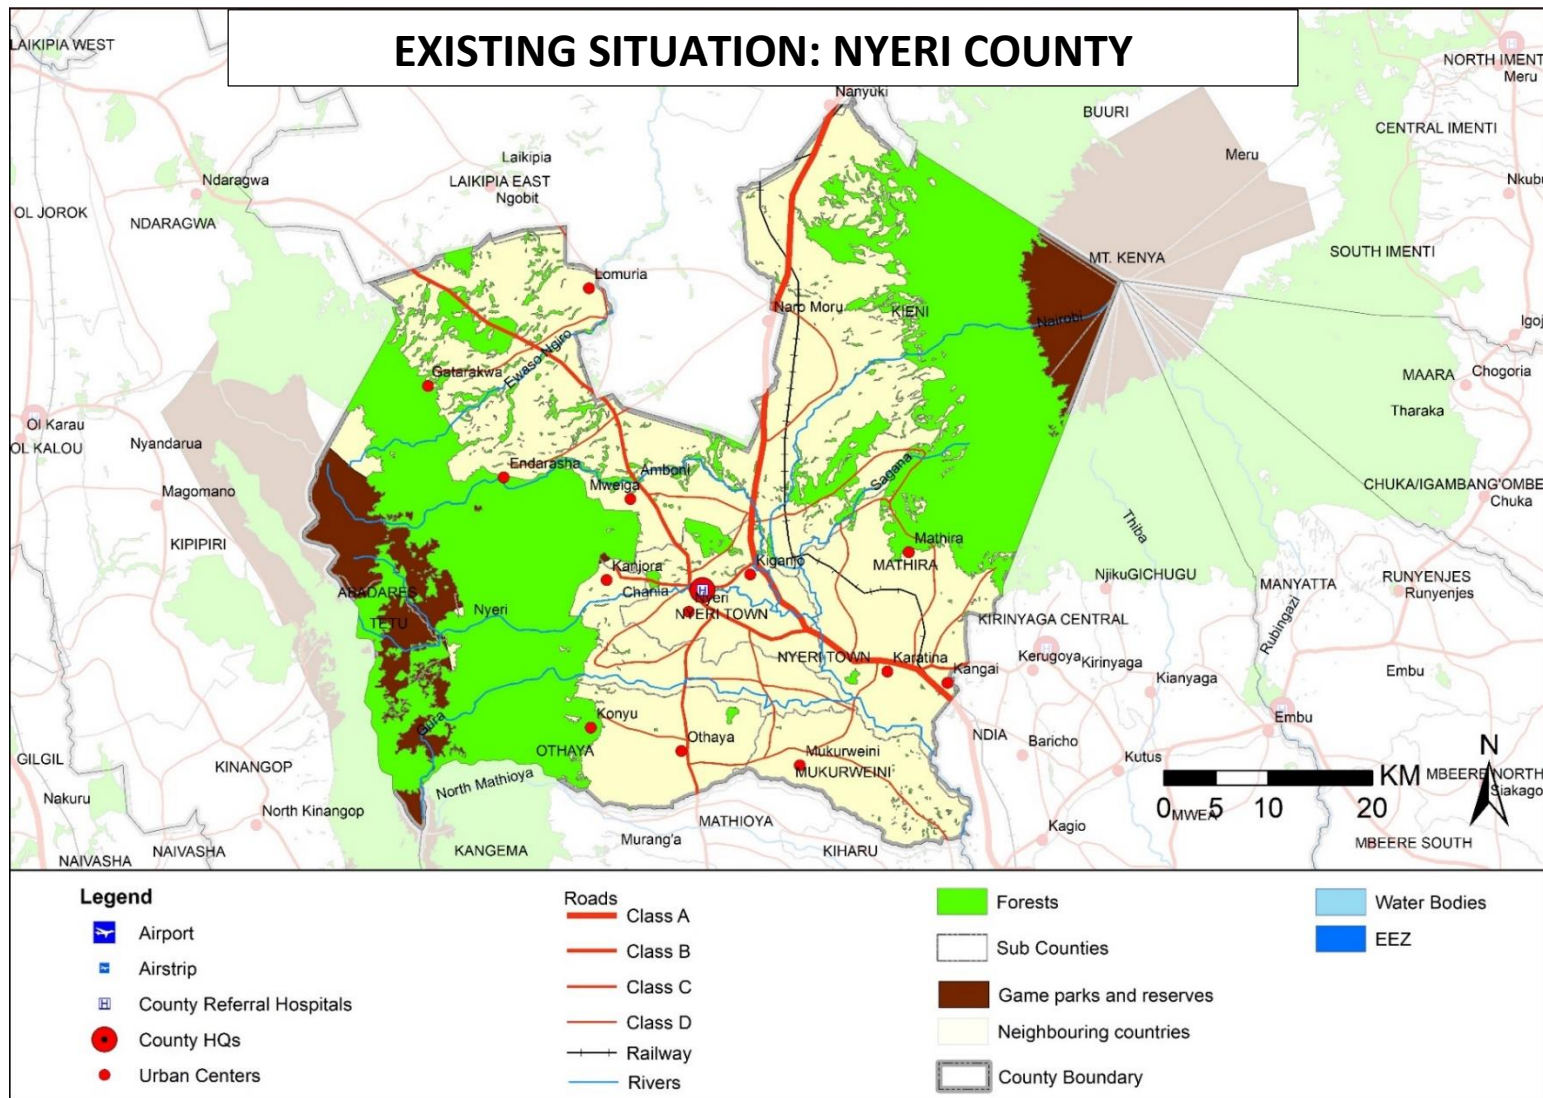 EXISTING SITUATION: NYERI COUNTY
LAIKIPIA WEST
NORTH IMENT
Meru
Nanyuki
BUURI
CENTRAL IMENTI
Meru
Laikipia
LAIKIPIA EAST
Ngobit
Ndaragwa
Nkubu
OL JOROK
NDARAGWA
SOUTH IMENTI
MT. KENYA
Lomuria
Naro Moru
KIENI
Nairobi
Igoj
Ewaso Ngiro
Gatarakwa
MAARA
Chogoria
Tharaka
Ol Karau
OL KALOU
Nyandarua
Endarasha
Amboni
Sagana
Mweiga
Magomano
CHUKA/IGAMBANG'OMBE
Chuka
Thiba
KIPIPIRI
Mathira
MATHIRA
Kanjora
Kiganjo
Chania
Nyeri
NYERI TOWN
NjikuGICHUGU
MANYATTA
RUNYENJES
Runyenjes
ABADARES
TETU
Nyeri
KIRINYAGA CENTRAL
Rubingazi
NYERI TOWN
Karatina
Kangai
Kerugoya
Kirinyaga
Kianyaga
Embu
Gura
Konyu
OTHAYA
Othaya
Mukurweini
MUKURWEINI
NDIA
Baricho
Kutus
Embu
GILGIL
KINANGOP
Nakuru
North Mathioya
North Kinangop
N
KM
0 5 10 20
MBEERE NORTH
Siakago
MWEA
MATHIOYA
Murang'a
KIHARU
Kagio
MBEERE SOUTH
NAIVASHA
NAIVASHA
KANGEMA
Legend
Airport
Airstrip
County Referral Hospitals
County HQs
Urban Centers
Roads
Class A
Class B
Class C
Class D
Railway
Rivers
Forests
Sub Counties
Game parks and reserves
Neighbouring countries
County Boundary
Water Bodies
EEZ